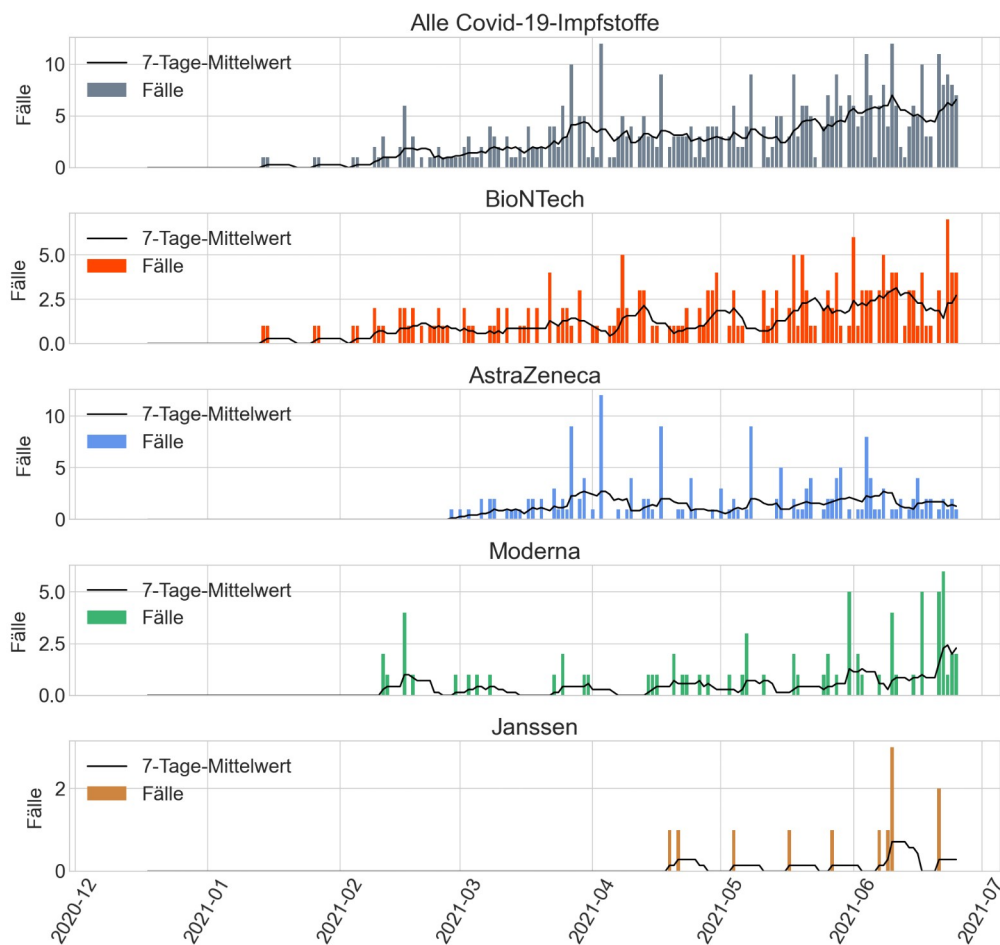 Alle Covid-19-Impfstoffe
7-Tage-Mittelwert
Fälle
Fälle
10
5
0
BioNTech
7-Tage-Mittelwert
Fälle
Fälle
5.0
2.5
0.0
AstraZeneca
7-Tage-Mittelwert
Fälle
Fälle
10
5
0
Moderna
7-Tage-Mittelwert
Fälle
Fälle
5.0
2.5
0.0
Janssen
7-Tage-Mittelwert
Fälle
Fälle
2
0
2020-12
2021-01
2021-02
2021-03
2021-04
2021-05
2021-06
2021-07